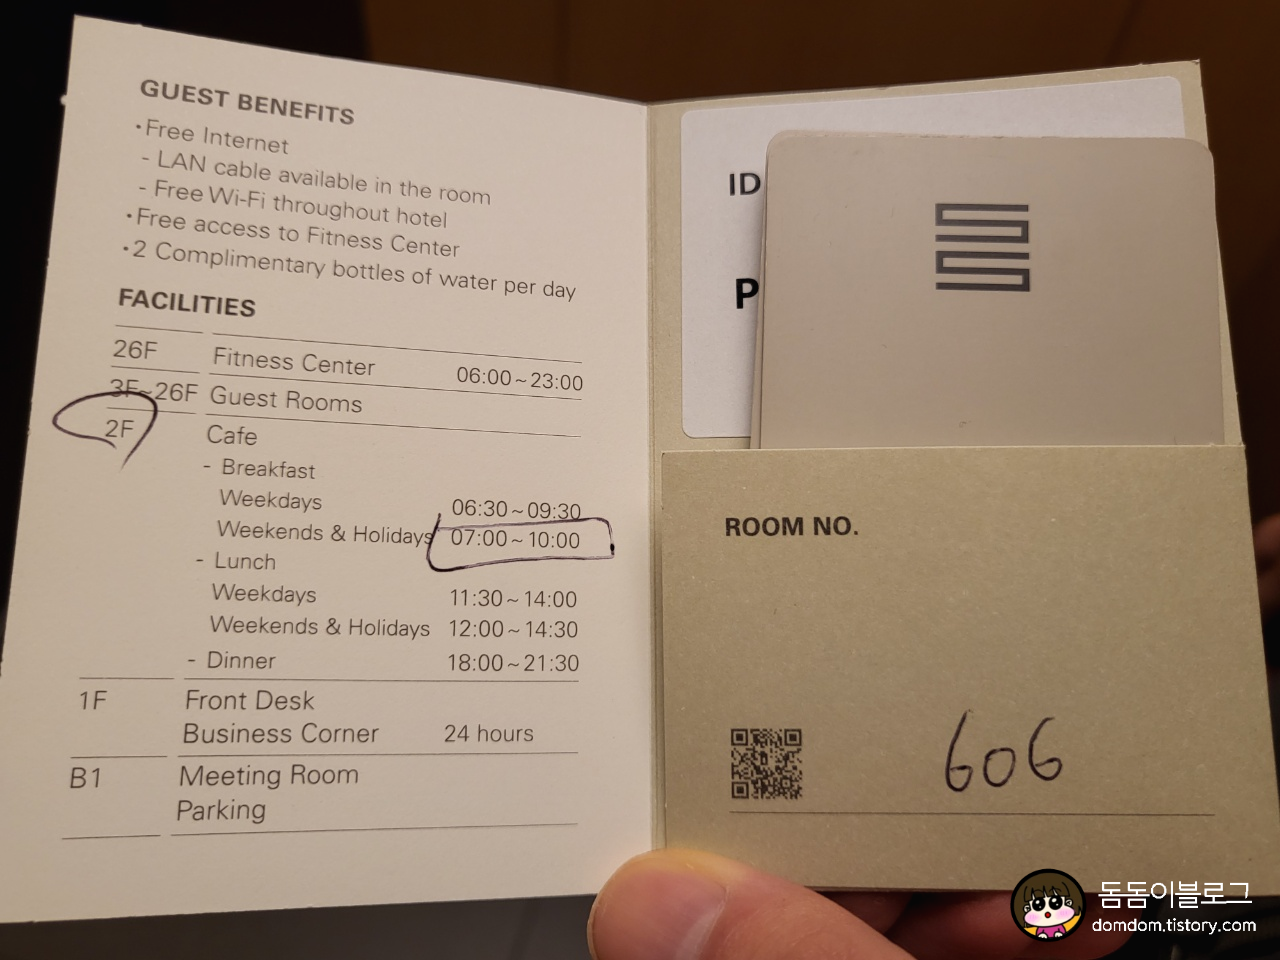 GUEST BENEFITS
•Free Internet
- LAN cable available in the room
- Free Wi-Fi throughout hotel
•Free access to Fitness Center
•2 Complimentary bottles of water per day
FACILITIES
26F Fitness Center 06:00~23:00
3F~26F Guest Rooms
2F Cafe
- Breakfast
Weekdays 06:30~09:30
Weekends & Holidays 07:00~10:00
- Lunch
Weekdays 11:30~14:00
Weekends & Holidays 12:00~14:30
- Dinner 18:00~21:30
1F Front Desk
Business Corner 24 hours
B1 Meeting Room
Parking
ID
P
ROOM NO.
606
돔돔이블로그
domdom.tistory.com